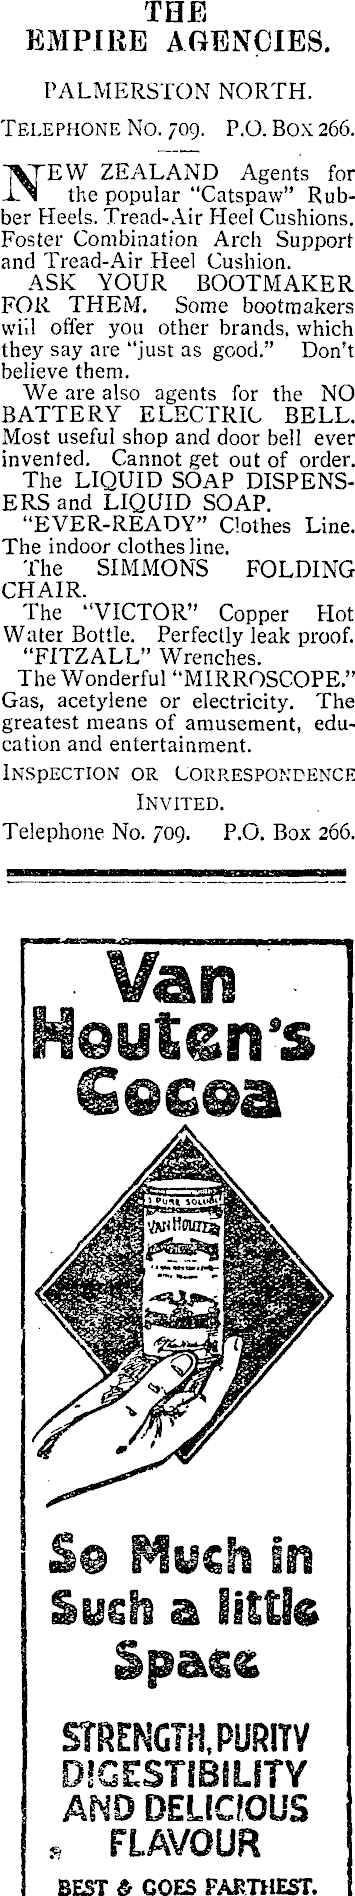 THE
EMPIRE AGENCIES.
PALMERSTON NORTH.
TELEPHONE NO. 709. P.O. BOX 266.
NEW ZEALAND Agents for
the popular "Catspaw" Rub-
ber Heels. Tread-Air Heel Cushions.
Foster Combination Arch Support
and Tread-Air Heel Cushion.
ASK YOUR BOOTMAKER
FOR THEM. Some bootmakers
will offer you other brands, which
they say are "just as good." Don't
believe them.
We are also agents for the NO
BATTERY ELECTRIC BELL.
Most useful shop and door bell ever
invented. Cannot get out of order.
The LIQUID SOAP DISPENS-
ERS and LIQUID SOAP.
"EVER-READY" Clothes Line.
The indoor clothes line.
The SIMMONS FOLDING
CHAIR.
The "VICTOR" Copper Hot
Water Bottle. Perfectly leak proof.
"FITZALL" Wrenches.
The Wonderful "MIRROSCOPE."
Gas, acetylene or electricity. The
greatest means of amusement, edu-
cation and entertainment.
INSPECTION OR CORRESPONDENCE
INVITED.
Telephone No. 709. P.O. Box 266.
Van
Houten's
Cocoa
PURE SOLUBLE
VAN HOUTEN
So Much in
Such a little
Space
STRENGTH, PURITY
DIGESTIBILITY
AND DELICIOUS
FLAVOUR
BEST & GOES FARTHEST.